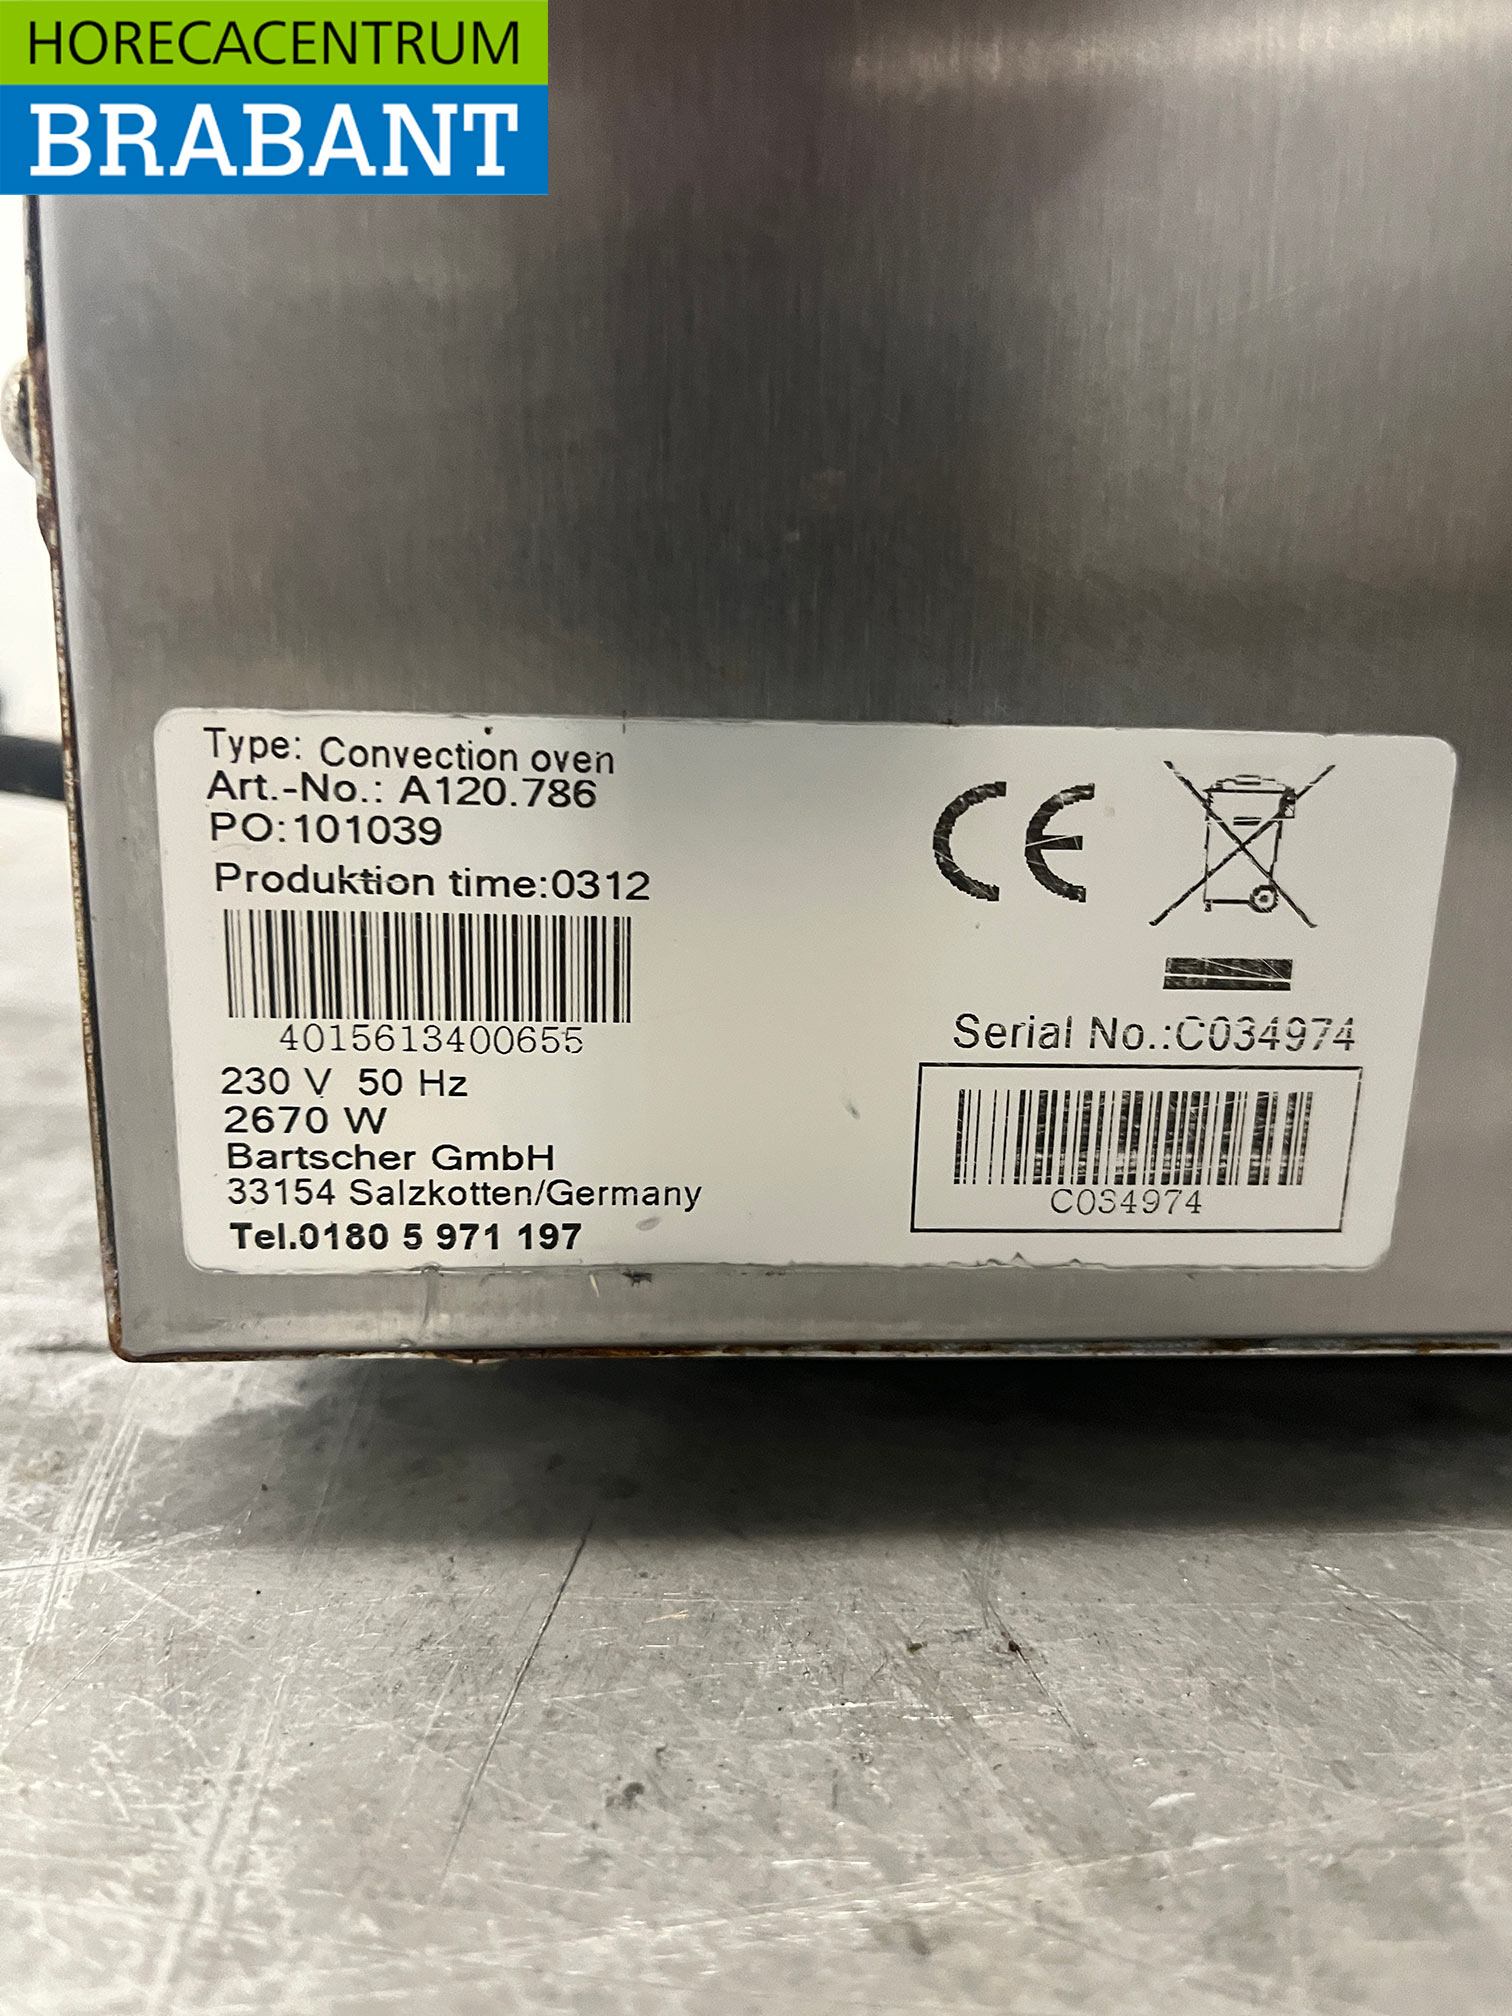 HORECACENTRUM
BRABANT
Type: Convection oven
Art.-No.: A120.786
PO:101039
Produktion time:0312
4015613400655
230 V 50 Hz
2670 W
Bartscher GmbH
33154 Salzkotten/Germany
Tel.0180 5 971 197
CE
Serial No.:C034974
C034974